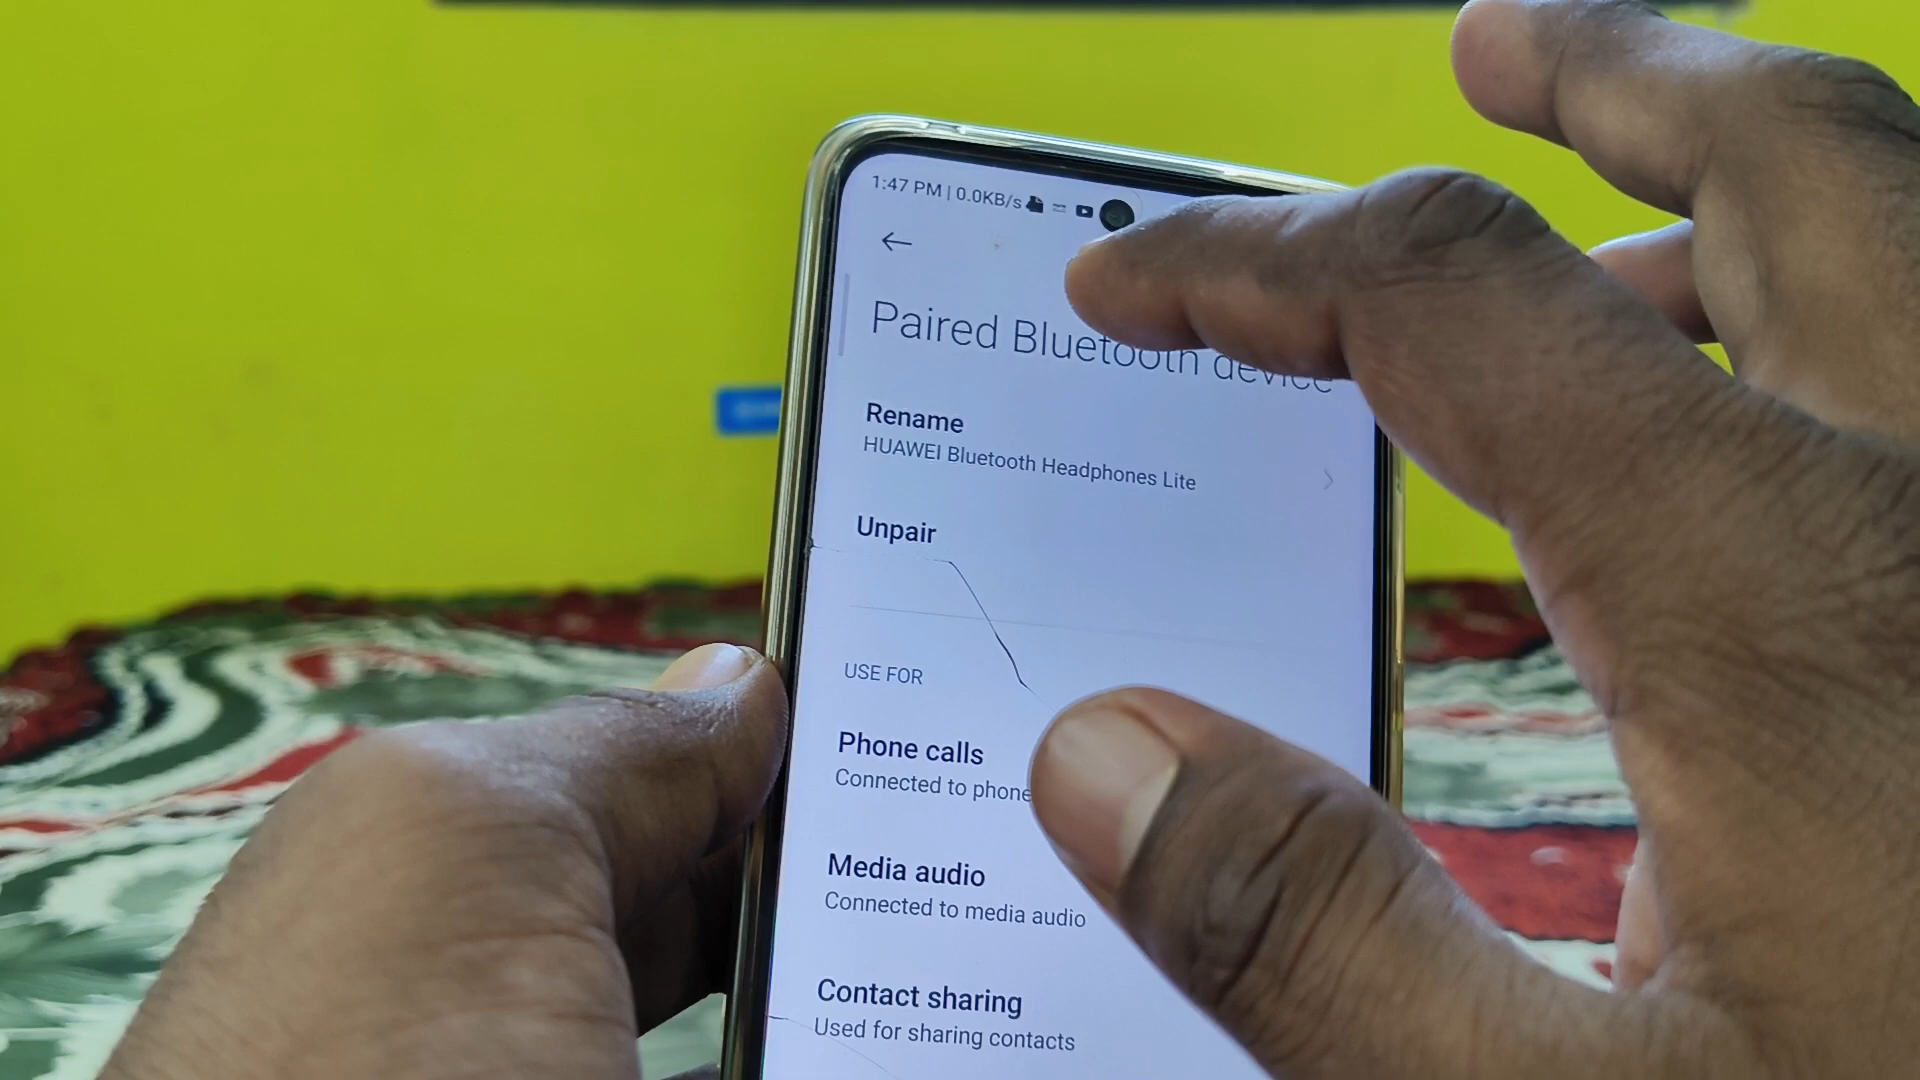 1:47 PM | 0.0KB/s
Paired Bluetooth device
Rename
HUAWEI Bluetooth Headphones Lite
Unpair
USE FOR
Phone calls
Connected to phone
Media audio
Connected to media audio
Contact sharing
Used for sharing contacts